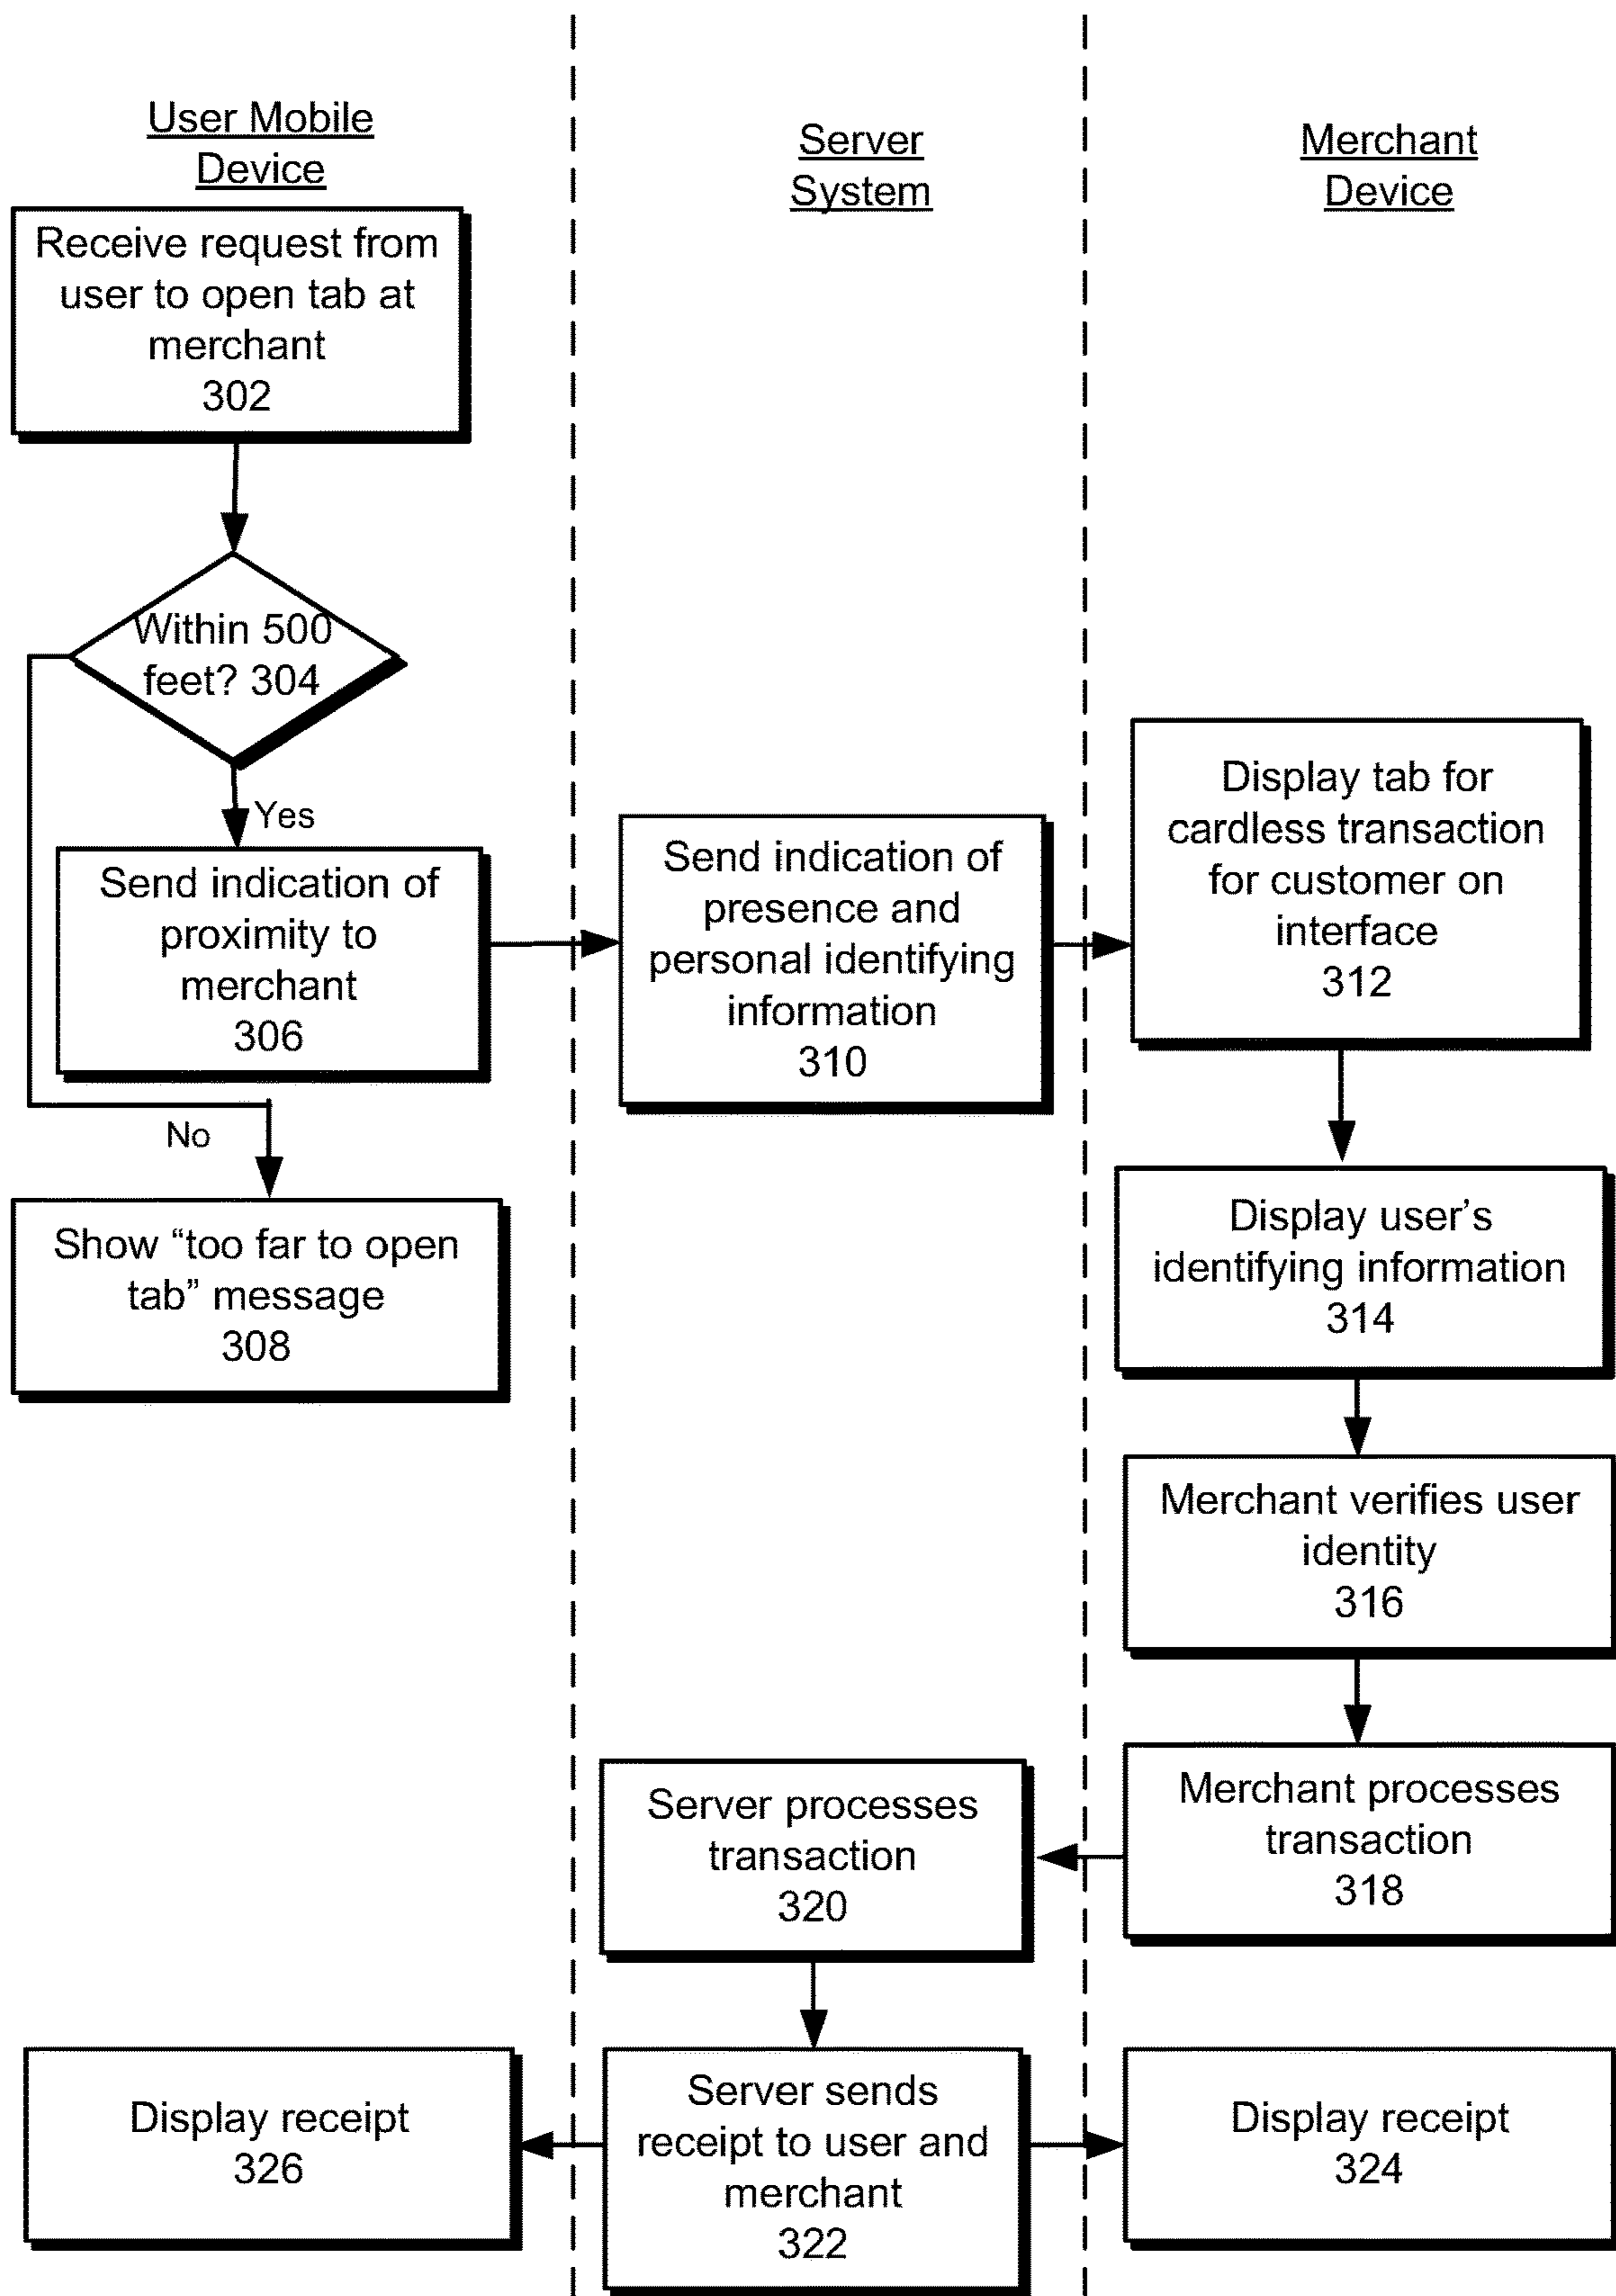 User Mobile
Device
Server
System
Merchant
Device
Receive request from
user to open tab at
merchant
302
Within 500
feet? 304
Yes
Send indication of
proximity to
merchant
306
No
Show “too far to open
tab” message
308
Send indication of
presence and
personal identifying
information
310
Display tab for
cardless transaction
for customer on
interface
312
Display user’s
identifying information
314
Merchant verifies user
identity
316
Merchant processes
transaction
318
Server processes
transaction
320
Server sends
receipt to user and
merchant
322
Display receipt
326
Display receipt
324